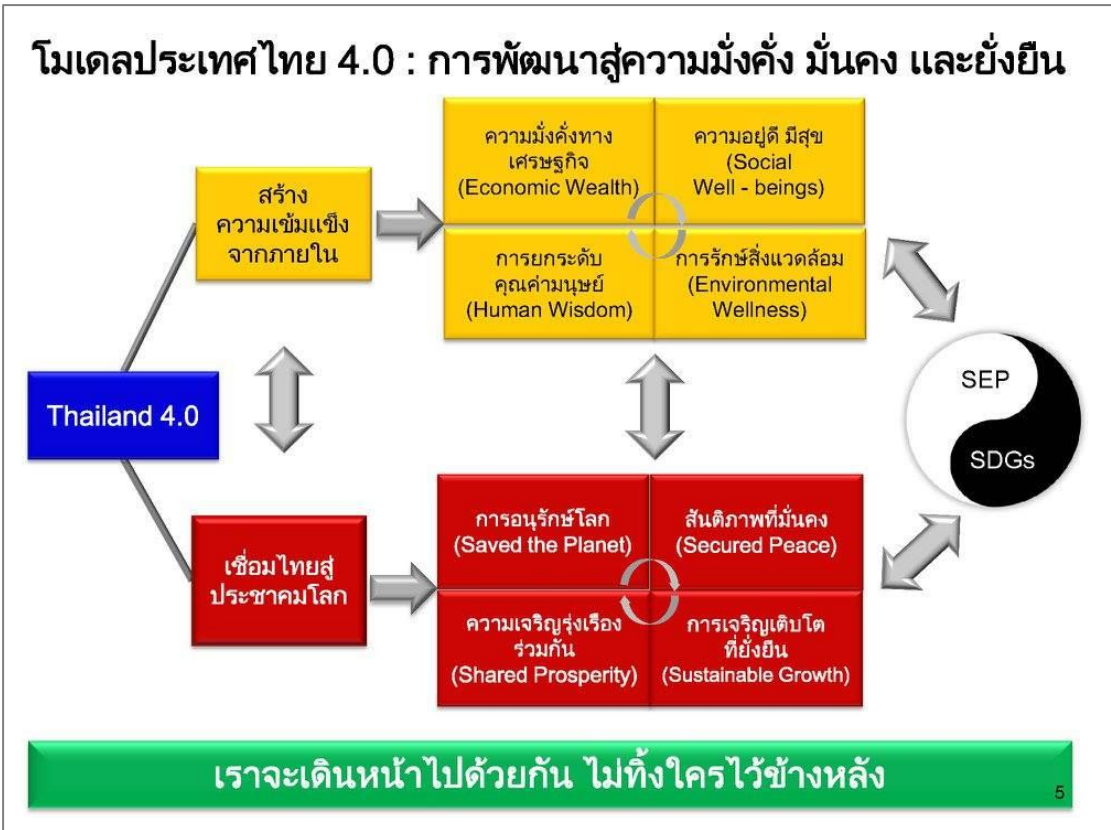 โมเดลประเทศไทย 4.0 : การพัฒนาสู่ความมั่งคั่ง มั่นคง และยั่งยืน
สร้าง
ความเข้มแข็ง
จากภายใน
ความมั่งคั่งทาง
เศรษฐกิจ
(Economic Wealth)
ความอยู่ดี มีสุข
(Social
Well - beings)
การยกระดับ
คุณค่ามนุษย์
(Human Wisdom)
การรักษ์สิ่งแวดล้อม
(Environmental
Wellness)
Thailand 4.0
SEP
SDGs
เชื่อมไทยสู่
ประชาคมโลก
การอนุรักษ์โลก
(Saved the Planet)
สันติภาพที่มั่นคง
(Secured Peace)
ความเจริญรุ่งเรือง
ร่วมกัน
(Shared Prosperity)
การเจริญเติบโต
ที่ยั่งยืน
(Sustainable Growth)
เราจะเดินหน้าไปด้วยกัน ไม่ทิ้งใครไว้ข้างหลัง
5